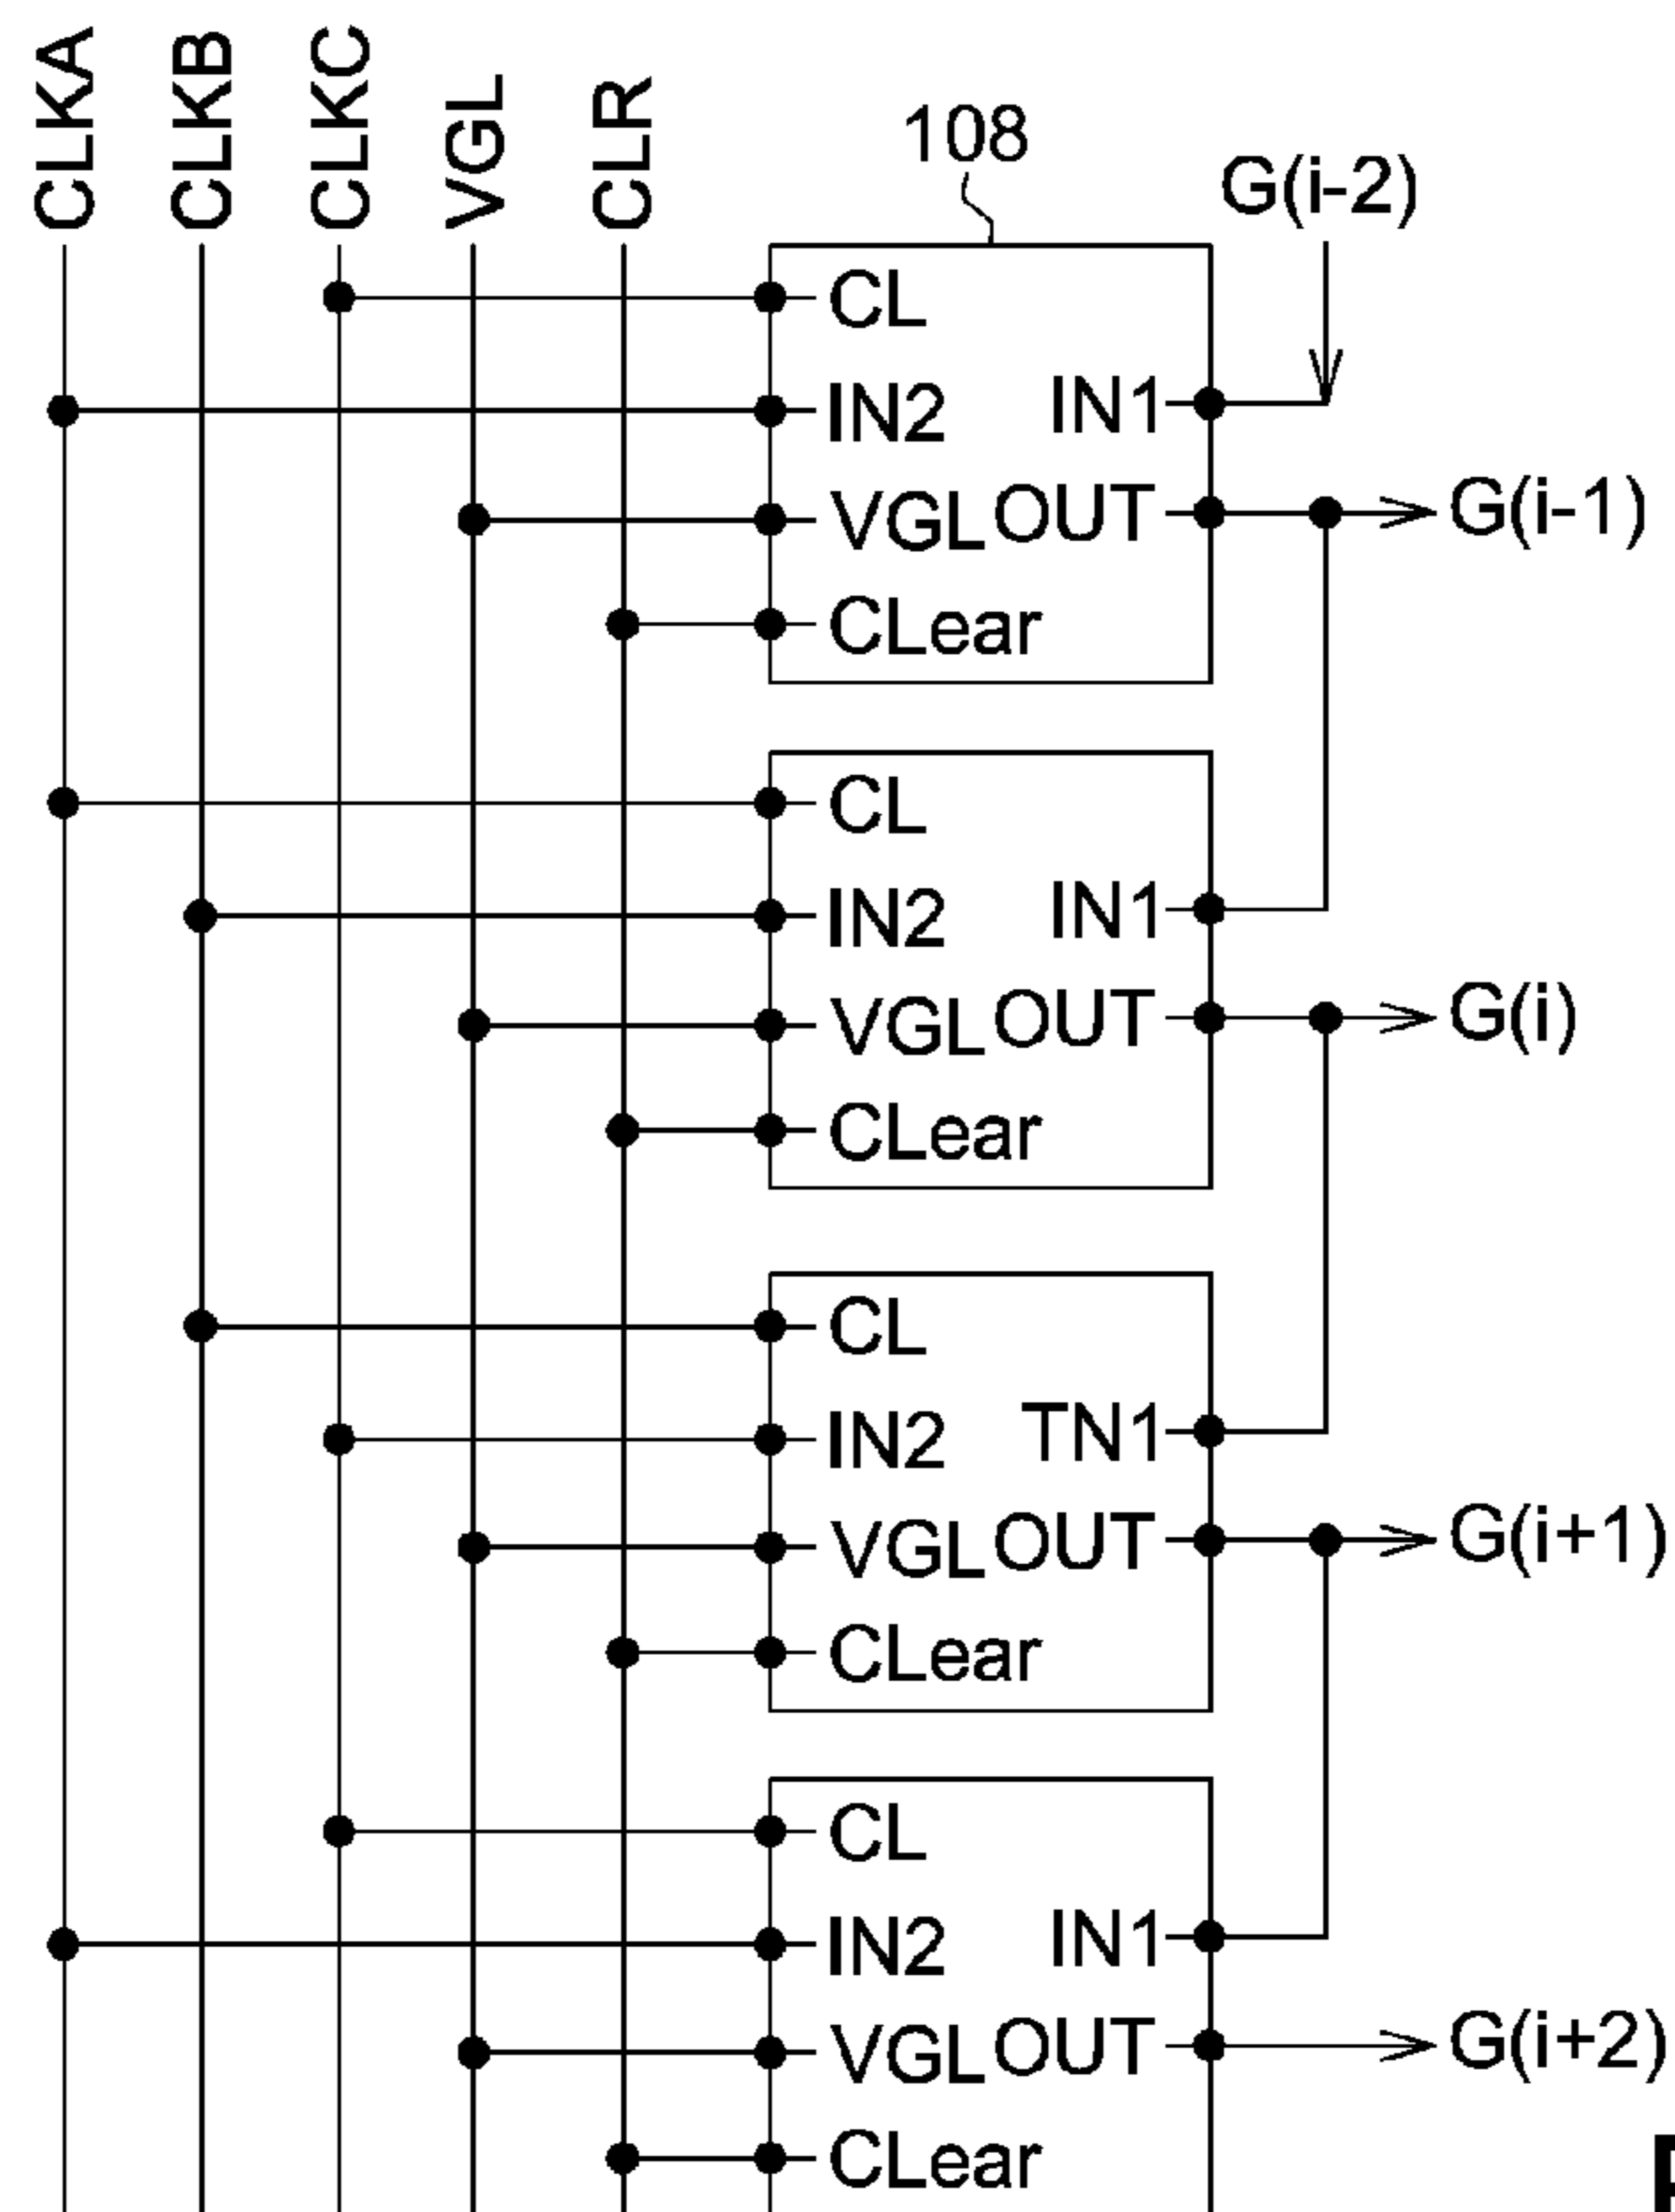 CLKA
CLKB
CLKC
VGL
CLR
108
G(i-2)
CL
IN2 IN1
VGL OUT G(i-1)
CLear
CL
IN2 IN1
VGL OUT G(i)
CLear
CL
IN2 TN1
VGL OUT G(i+1)
CLear
CL
IN2 IN1
VGL OUT G(i+2)
CLear